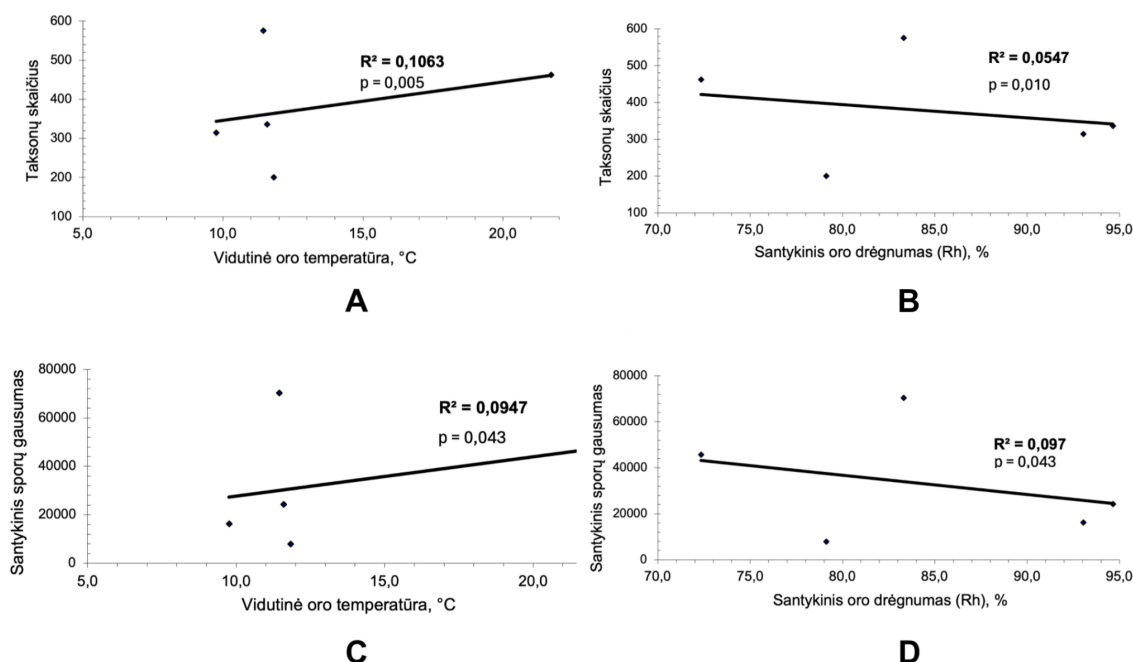 600
500
400
300
200
100
Taksonų skaičius
R² = 0,1063
p = 0,005
5,0 10,0 15,0 20,0
Vidutinė oro temperatūra, °C
A
600
500
400
300
200
100
Taksonų skaičius
R² = 0,0547
p = 0,010
70,0 75,0 80,0 85,0 90,0 95,0
Santykinis oro drėgnumas (Rh), %
B
80000
60000
40000
20000
0
Santykinis sporų gausumas
R² = 0,0947
p = 0,043
5,0 10,0 15,0 20,0
Vidutinė oro temperatūra, °C
C
80000
60000
40000
20000
0
Santykinis sporų gausumas
R² = 0,097
p = 0,043
70,0 75,0 80,0 85,0 90,0 95,0
Santykinis oro drėgnumas (Rh), %
D